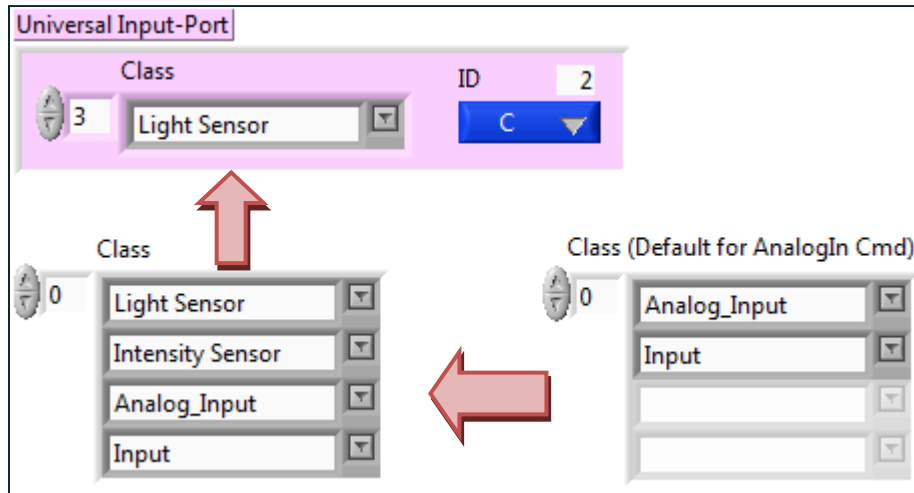 Universal Input-Port
Class
ID 2
3 Light Sensor
C
Class
0 Light Sensor
Intensity Sensor
Analog_Input
Input
Class (Default for AnalogIn Cmd)
0 Analog_Input
Input